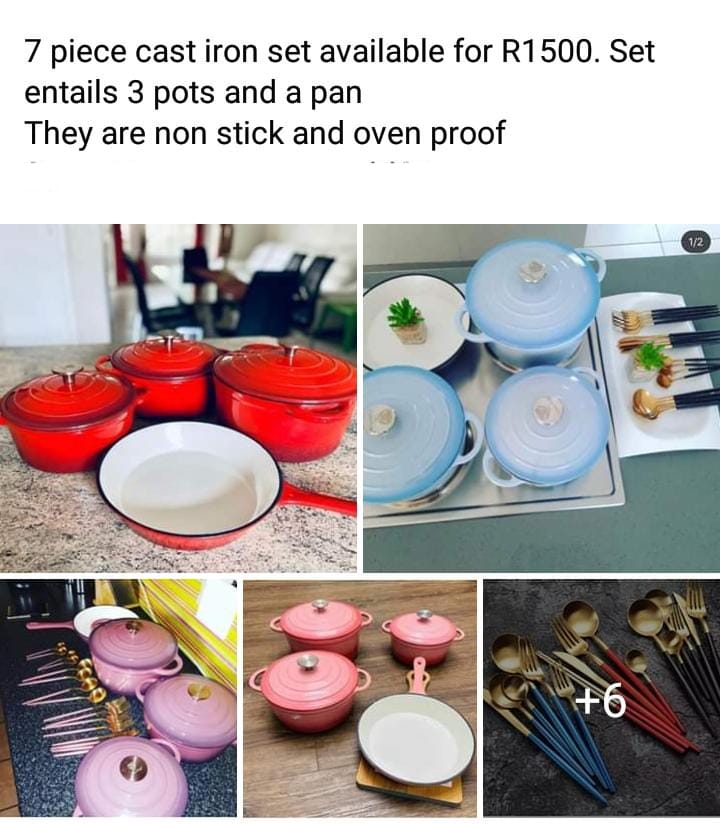 7 piece cast iron set available for R1500. Set
entails 3 pots and a pan
They are non stick and oven proof
1/2
+6